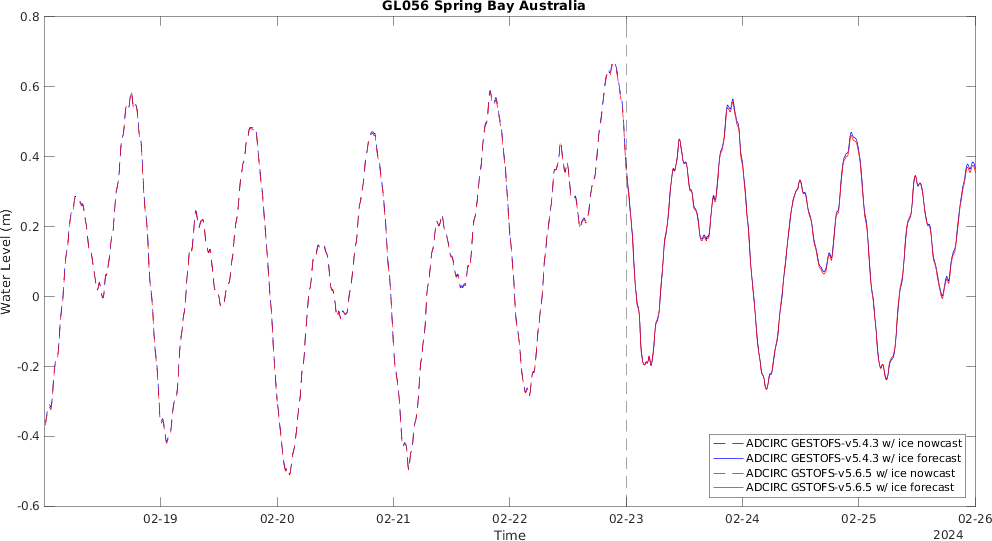 GL056 Spring Bay Australia
0.8
0.6
0.4
0.2
0
-0.2
-0.4
-0.6
Water Level (m)
ADCIRC GESTOFS-v5.4.3 w/ ice nowcast
ADCIRC GESTOFS-v5.4.3 w/ ice forecast
ADCIRC GSTOFS-v5.6.5 w/ ice nowcast
ADCIRC GSTOFS-v5.6.5 w/ ice forecast
02-19 02-20 02-21 02-22 02-23 02-24 02-25 02-26
Time
2024